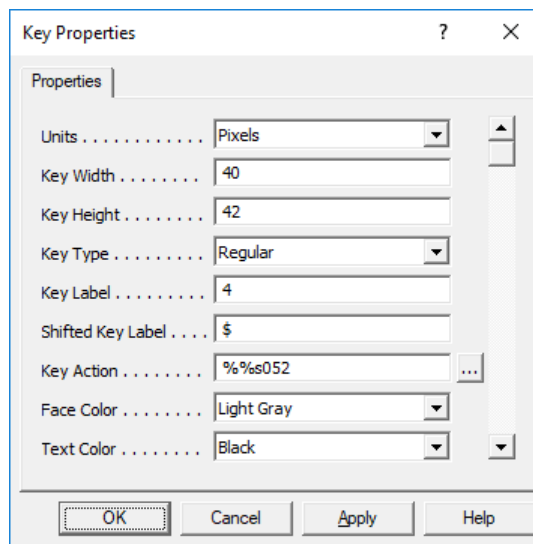 Key Properties ? X
Properties
Units . . . . . . . . . . . . Pixels
Key Width . . . . . . . . 40
Key Height . . . . . . . . 42
Key Type . . . . . . . . . Regular
Key Label . . . . . . . . . 4
Shifted Key Label . . . . $
Key Action . . . . . . . . %%s052 ...
Face Color . . . . . . . . Light Gray
Text Color . . . . . . . . Black
OK Cancel Apply Help